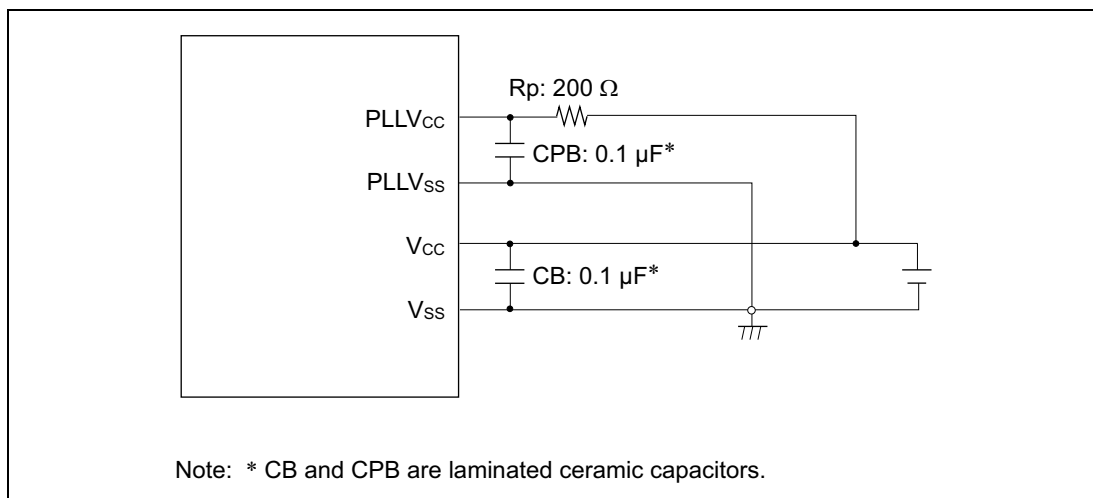 Rp: 200 Ω
PLLVCC
CPB: 0.1 µF*
PLLVSS
VCC
CB: 0.1 µF*
VSS
Note: * CB and CPB are laminated ceramic capacitors.